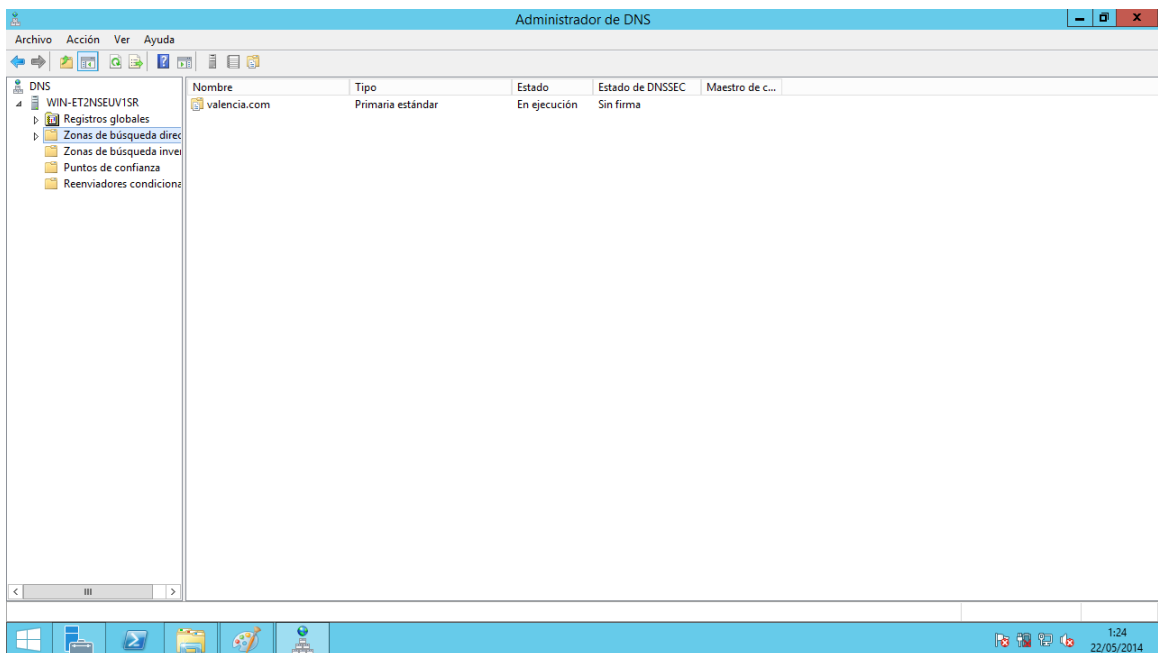 Administrador de DNS
Archivo Acción Ver Ayuda
DNS
WIN-ET2NSEUV1SR
Registros globales
Zonas de búsqueda direc
Zonas de búsqueda inver
Puntos de confianza
Reenviadores condiciona
Nombre Tipo Estado Estado de DNSSEC Maestro de c...
valencia.com Primaria estándar En ejecución Sin firma
1:24
22/05/2014